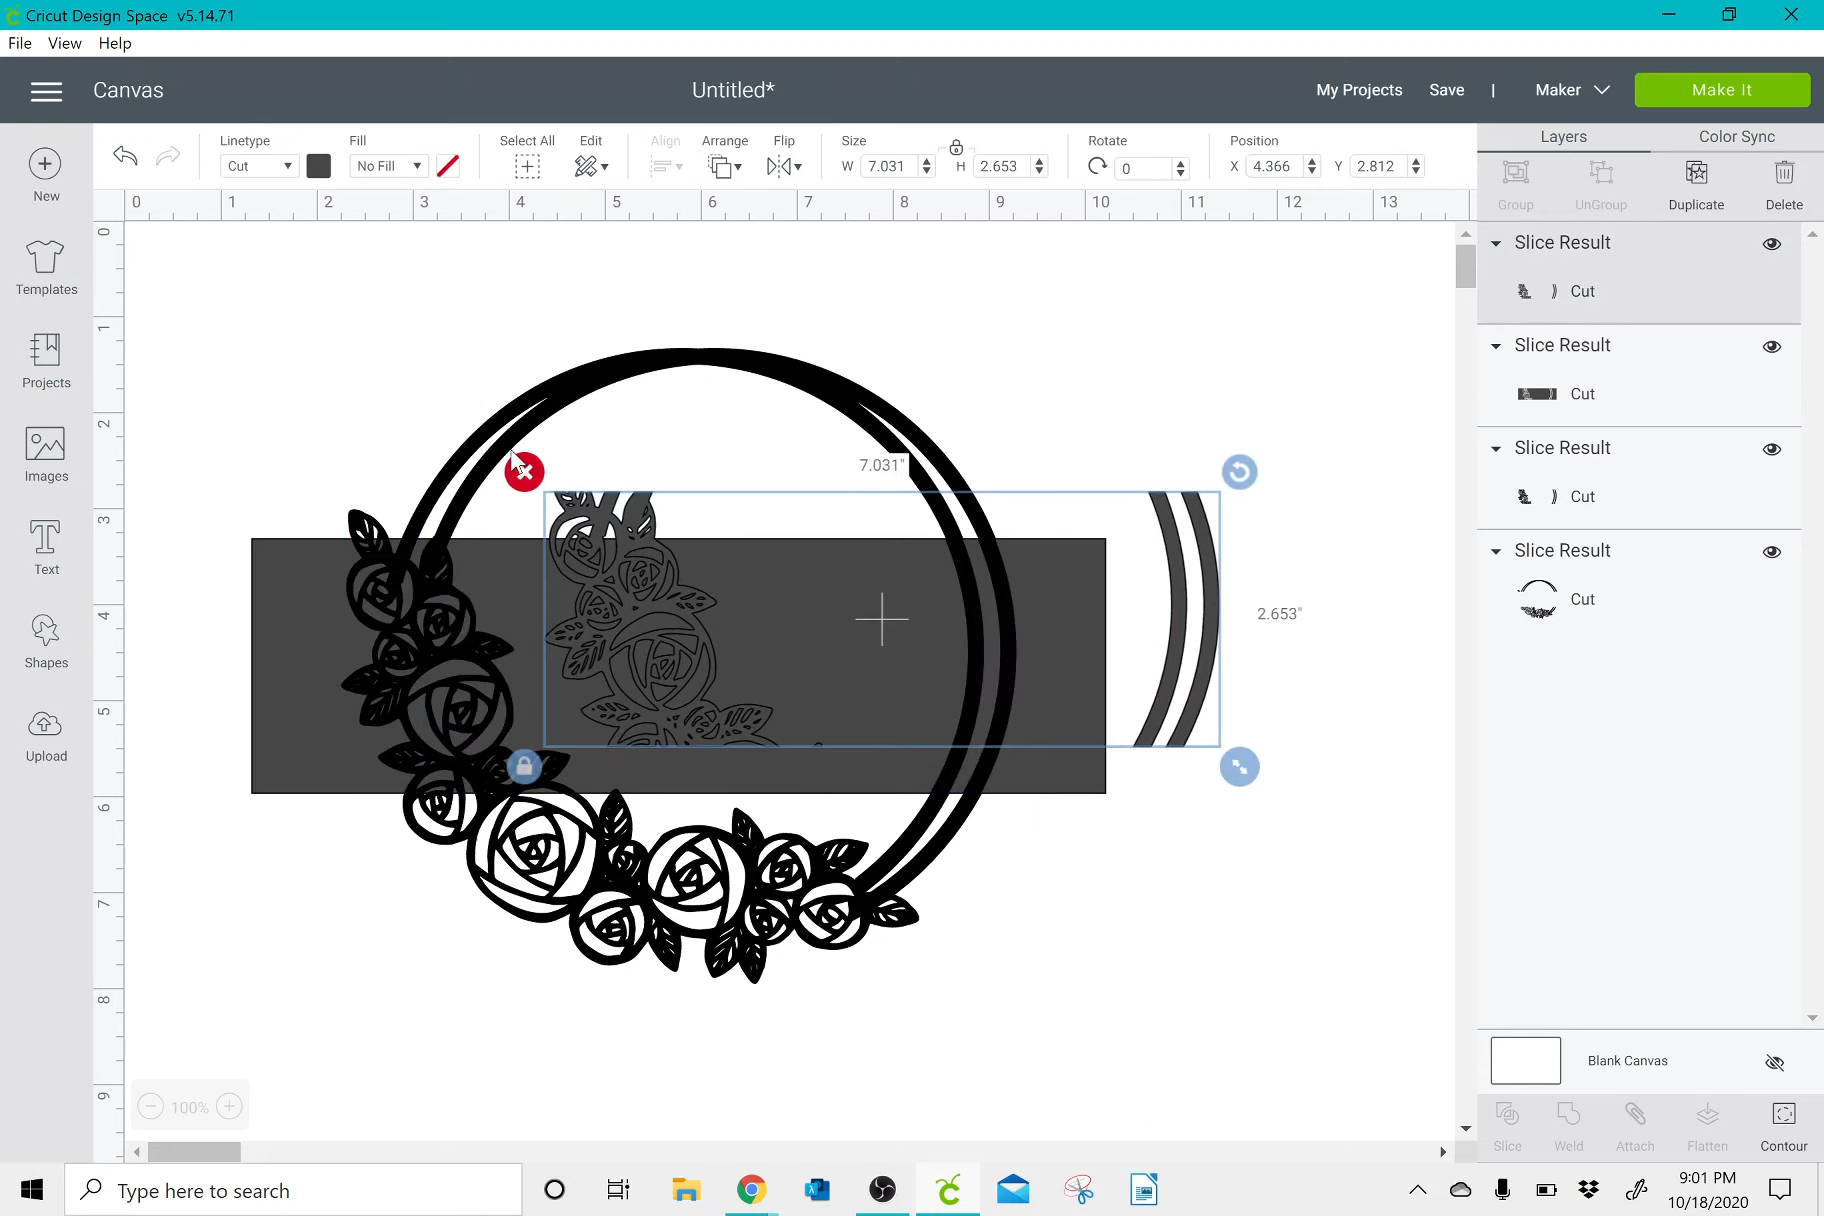 Cricut Design Space v5.14.71
File View Help
Canvas
Untitled*
My Projects Save | Maker Make It
Linetype Fill Select All Edit Align Arrange Flip Size Rotate Position
Cut No Fill W 7.031 H 2.653 0 X 4.366 Y 2.812
Layers Color Sync
Group UnGroup Duplicate Delete
New
Templates
Projects
Images
Text
Shapes
Upload
0 1 2 3 4 5 6 7 8 9 10 11 12 13
0
1
2
3
4
5
6
7
8
9
7.031"
2.653"
100%
Slice Result
Cut
Slice Result
Cut
Slice Result
Cut
Slice Result
Cut
Blank Canvas
Slice Weld Attach Flatten Contour
Type here to search
9:01 PM
10/18/2020